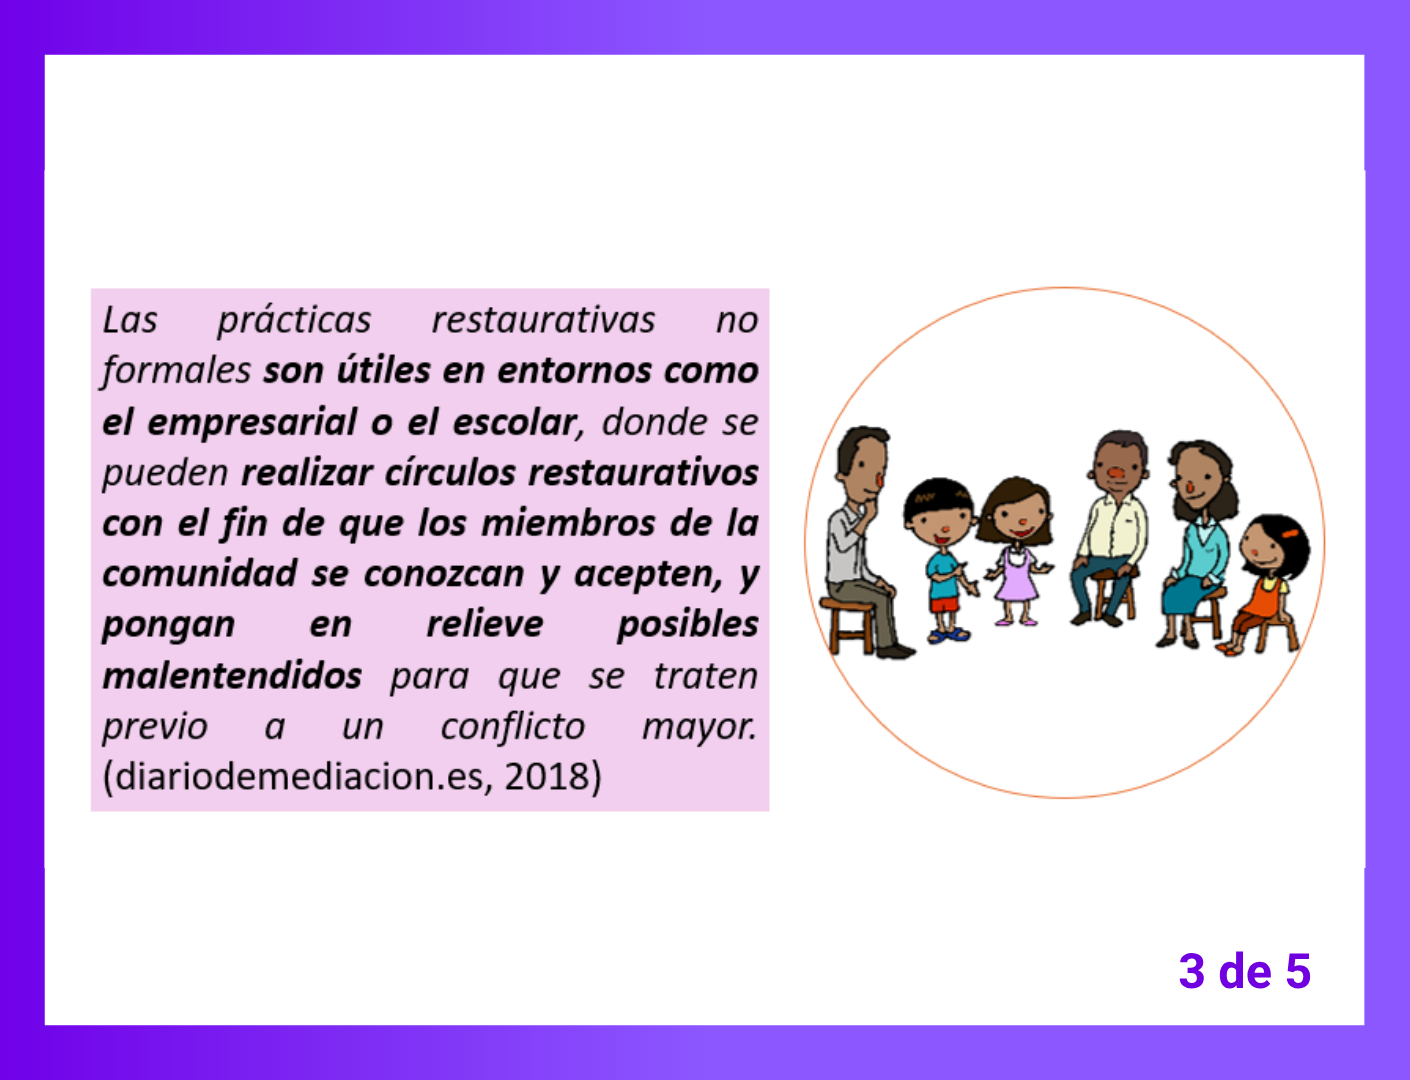 Las prácticas restaurativas no
formales son útiles en entornos como
el empresarial o el escolar, donde se
pueden realizar círculos restaurativos
con el fin de que los miembros de la
comunidad se conozcan y acepten, y
pongan en relieve posibles
malentendidos para que se traten
previo a un conflicto mayor.
(diariodemediacion.es, 2018)
3 de 5